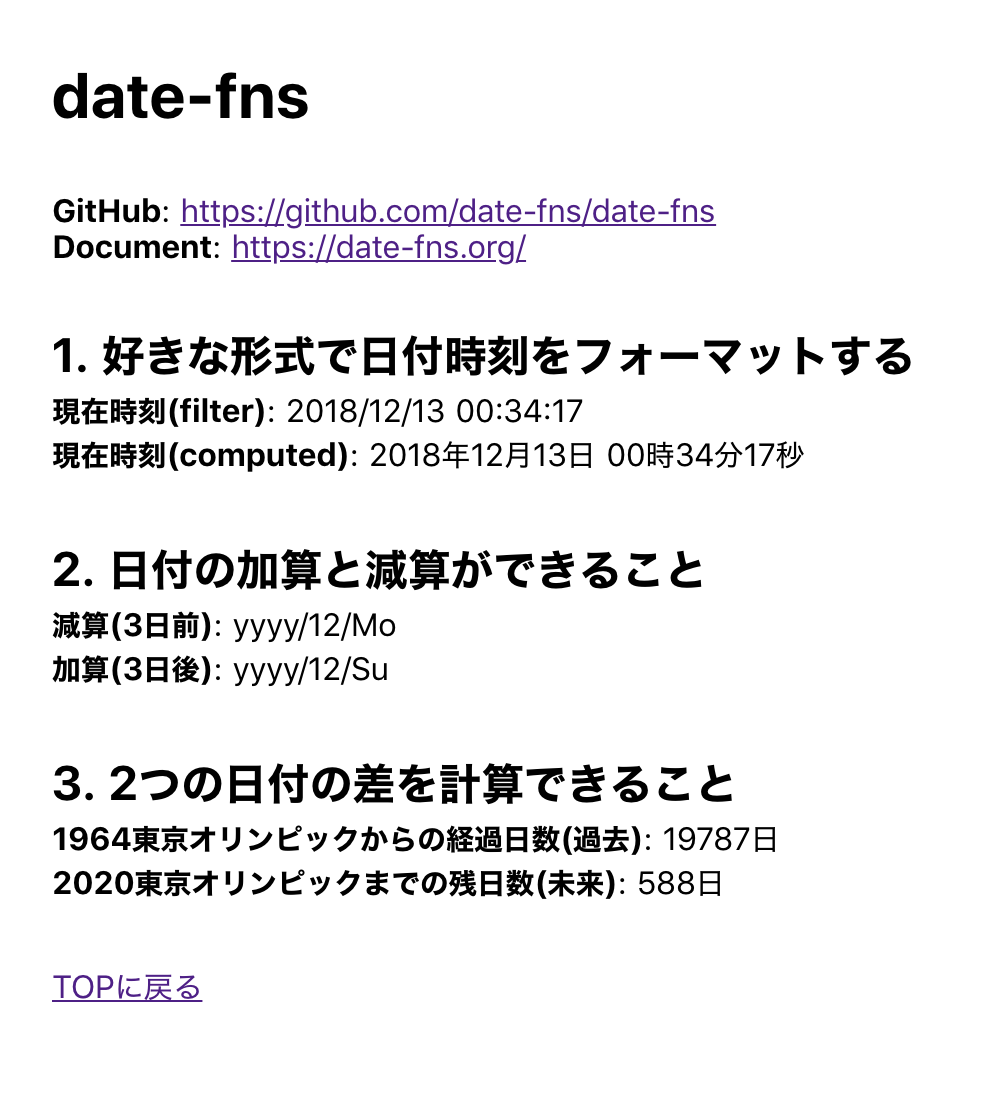 date-fns
GitHub: https://github.com/date-fns/date-fns
Document: https://date-fns.org/
1. 好きな形式で日付時刻をフォーマットする
現在時刻(filter): 2018/12/13 00:34:17
現在時刻(computed): 2018年12月13日 00時34分17秒
2. 日付の加算と減算ができること
減算(3日前): yyyy/12/Mo
加算(3日後): yyyy/12/Su
3. 2つの日付の差を計算できること
1964東京オリンピックからの経過日数(過去): 19787日
2020東京オリンピックまでの残日数(未来): 588日
TOPに戻る